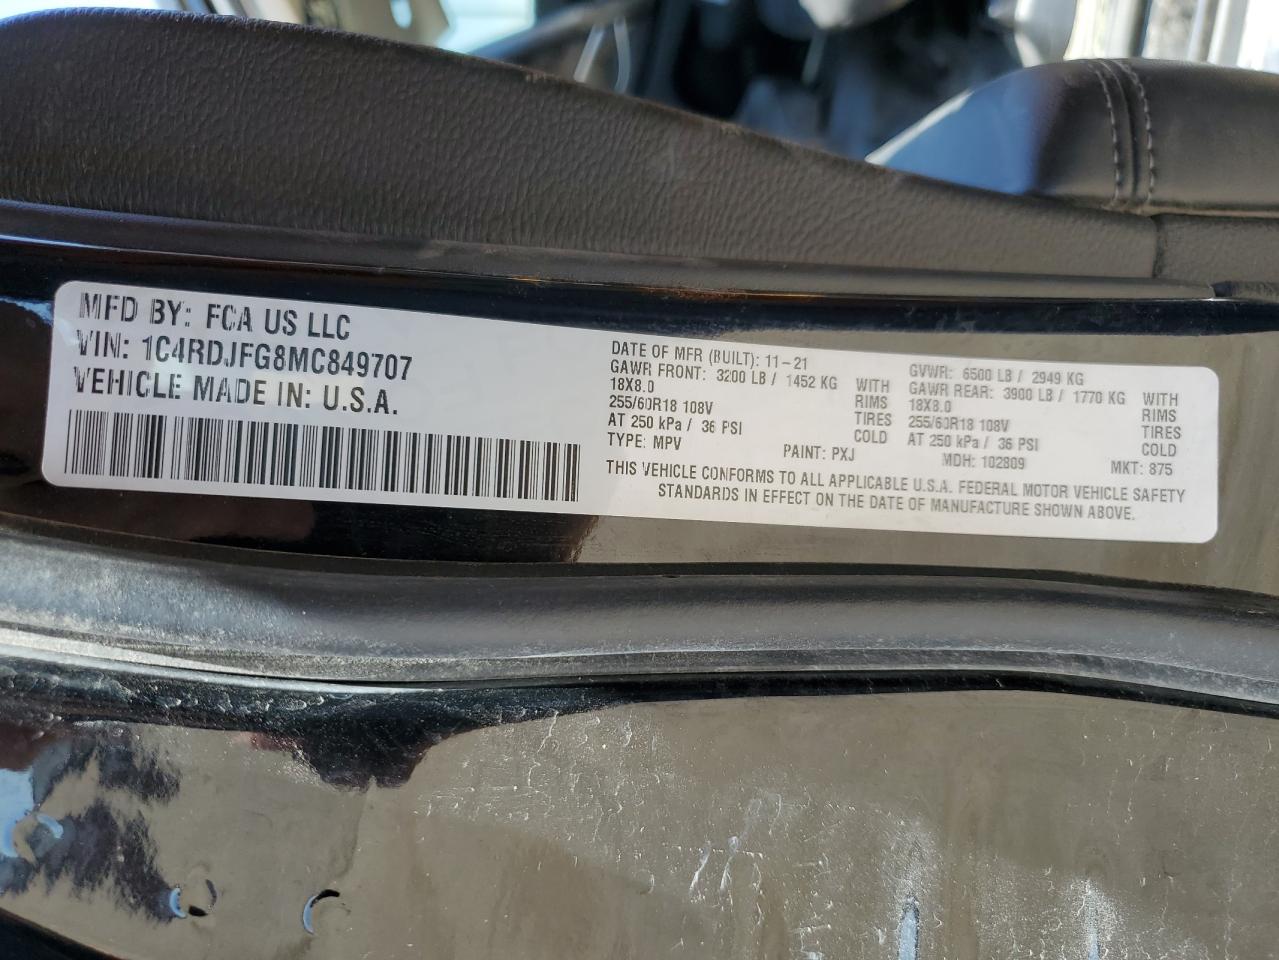 MFD BY: FCA US LLC
VIN: 1C4RDJFG8MC849707
VEHICLE MADE IN: U.S.A.
DATE OF MFR (BUILT): 11-21
GAWR FRONT: 3200 LB / 1452 KG WITH
18X8.0 RIMS
255/60R18 108V TIRES
AT 250 kPa / 36 PSI COLD
TYPE: MPV PAINT: PXJ
GVWR: 6500 LB / 2949 KG
GAWR REAR: 3900 LB / 1770 KG WITH
18X8.0 RIMS
255/60R18 108V TIRES
AT 250 kPa / 36 PSI COLD
MDH: 102809 MKT: 875
THIS VEHICLE CONFORMS TO ALL APPLICABLE U.S.A. FEDERAL MOTOR VEHICLE SAFETY
STANDARDS IN EFFECT ON THE DATE OF MANUFACTURE SHOWN ABOVE.